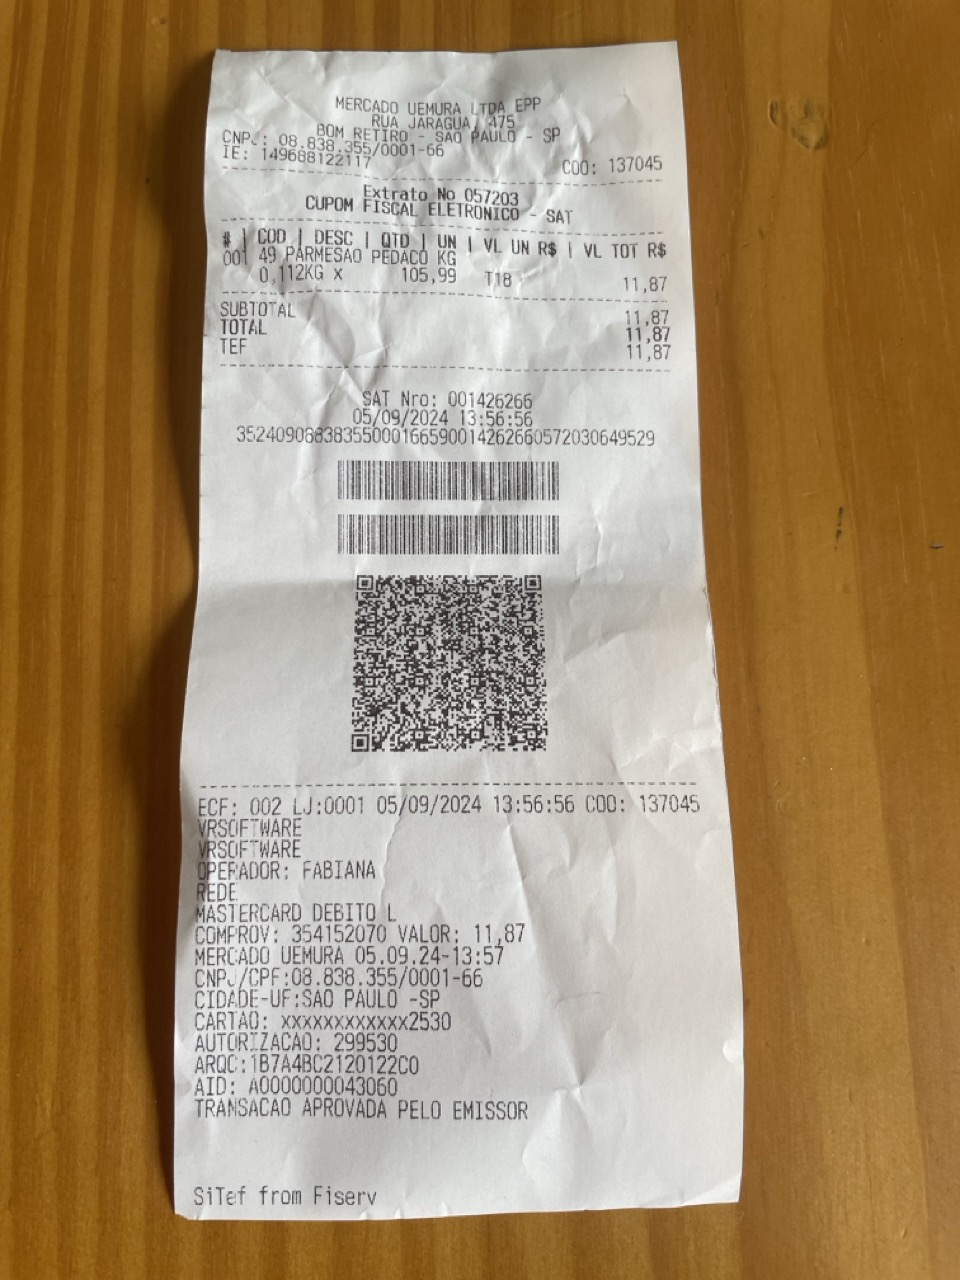 MERCADO UEMURA LTDA EPP
RUA JARAGUA, 475
BOM RETIRO - SAO PAULO - SP
CNPJ: 08.838.355/0001-66
IE: 149688122117
COO: 137045
Extrato No 057203
CUPOM FISCAL ELETRONICO - SAT
# | COD | DESC | QTD | UN | VL UN R$ | VL TOT R$
001 49 PARMESAO PEDACO KG
0,112KG x 105,99 T18 11,87
SUBTOTAL 11,87
TOTAL 11,87
TEF 11,87
SAT Nro: 001426266
05/09/2024 13:56:56
35240908838355000166590014262660572030649529
ECF: 002 LJ:0001 05/09/2024 13:56:56 COO: 137045
VRSOFTWARE
VRSOFTWARE
OPERADOR: FABIANA
REDE
MASTERCARD DEBITO L
COMPROV: 354152070 VALOR: 11,87
MERCADO UEMURA 05.09.24-13:57
CNPJ/CPF:08.838.355/0001-66
CIDADE-UF:SAO PAULO -SP
CARTAO: xxxxxxxxxxxx2530
AUTORIZACAO: 299530
ARQC:1B7A4BC2120122C0
AID: A0000000043060
TRANSACAO APROVADA PELO EMISSOR
SiTef from Fiserv